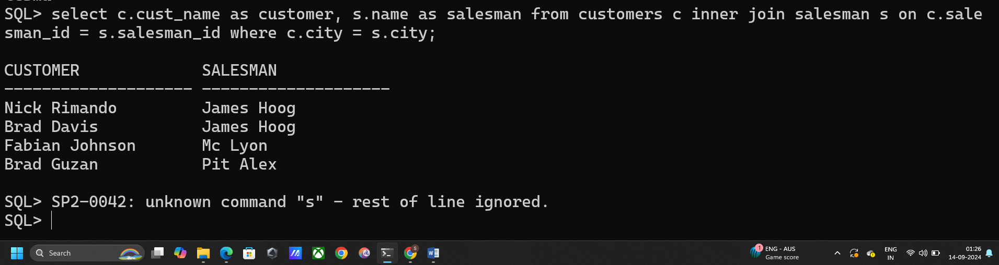 SQL> select c.cust_name as customer, s.name as salesman from customers c inner join salesman s on c.sale
sman_id = s.salesman_id where c.city = s.city;
CUSTOMER SALESMAN
-------------------- --------------------
Nick Rimando James Hoog
Brad Davis James Hoog
Fabian Johnson Mc Lyon
Brad Guzan Pit Alex
SQL> SP2-0042: unknown command "s" - rest of line ignored.
SQL>
Search
1
ENG - AUS
Game score
ENG
IN
01:26
14-09-2024